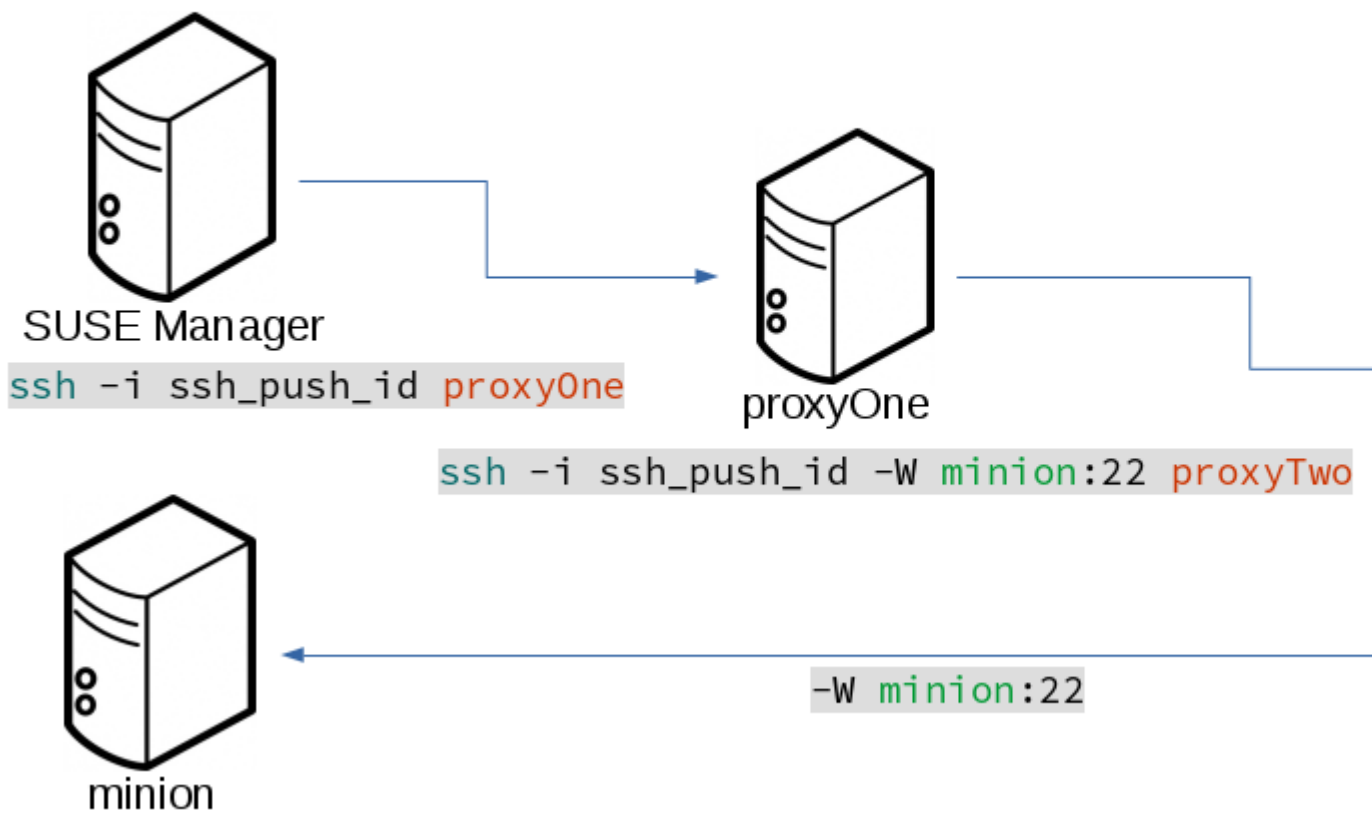 SUSE Manager
ssh -i ssh_push_id proxyOne
proxyOne
ssh -i ssh_push_id -W minion:22 proxyTwo
-W minion:22
minion